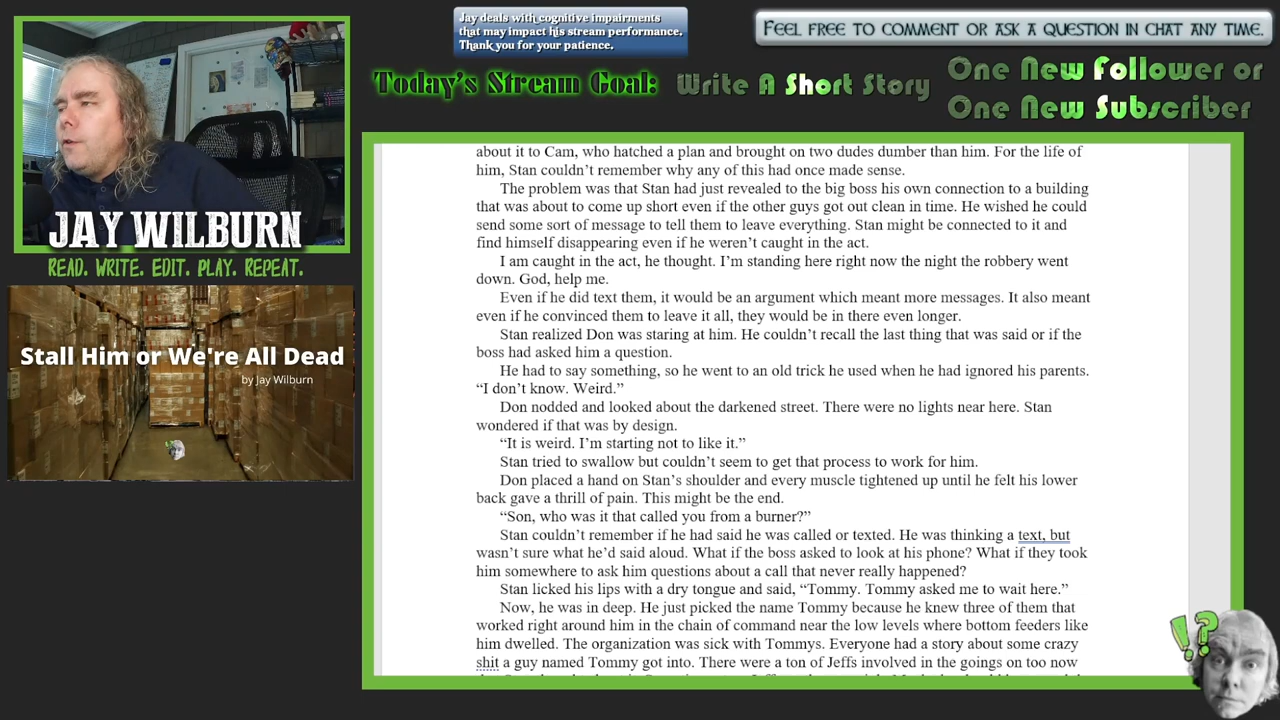 Jay deals with cognitive impairments
that may impact his stream performance.
Thank you for your patience.
Feel free to comment or ask a question in chat any time.
Today's Stream Goal:
Write A Short Story
One New Follower or
One New Subscriber
JAY WILBURN
READ. WRITE. EDIT. PLAY. REPEAT.
Stall Him or We're All Dead
by Jay Wilburn
about it to Cam, who hatched a plan and brought on two dudes dumber than him. For the life of
him, Stan couldn't remember why any of this had once made sense.
The problem was that Stan had just revealed to the big boss his own connection to a building
that was about to come up short even if the other guys got out clean in time. He wished he could
send some sort of message to tell them to leave everything. Stan might be connected to it and
find himself disappearing even if he weren't caught in the act.
I am caught in the act, he thought. I'm standing here right now the night the robbery went
down. God, help me.
Even if he did text them, it would be an argument which meant more messages. It also meant
even if he convinced them to leave it all, they would be in there even longer.
Stan realized Don was staring at him. He couldn't recall the last thing that was said or if the
boss had asked him a question.
He had to say something, so he went to an old trick he used when he had ignored his parents.
“I don't know. Weird.”
Don nodded and looked about the darkened street. There were no lights near here. Stan
wondered if that was by design.
“It is weird. I'm starting not to like it.”
Stan tried to swallow but couldn't seem to get that process to work for him.
Don placed a hand on Stan's shoulder and every muscle tightened up until he felt his lower
back gave a thrill of pain. This might be the end.
“Son, who was it that called you from a burner?”
Stan couldn't remember if he had said he was called or texted. He was thinking a text, but
wasn't sure what he'd said aloud. What if the boss asked to look at his phone? What if they took
him somewhere to ask him questions about a call that never really happened?
Stan licked his lips with a dry tongue and said, “Tommy. Tommy asked me to wait here.”
Now, he was in deep. He just picked the name Tommy because he knew three of them that
worked right around him in the chain of command near the low levels where bottom feeders like
him dwelled. The organization was sick with Tommys. Everyone had a story about some crazy
shit a guy named Tommy got into. There were a ton of Jeffs involved in the goings on too now
!?